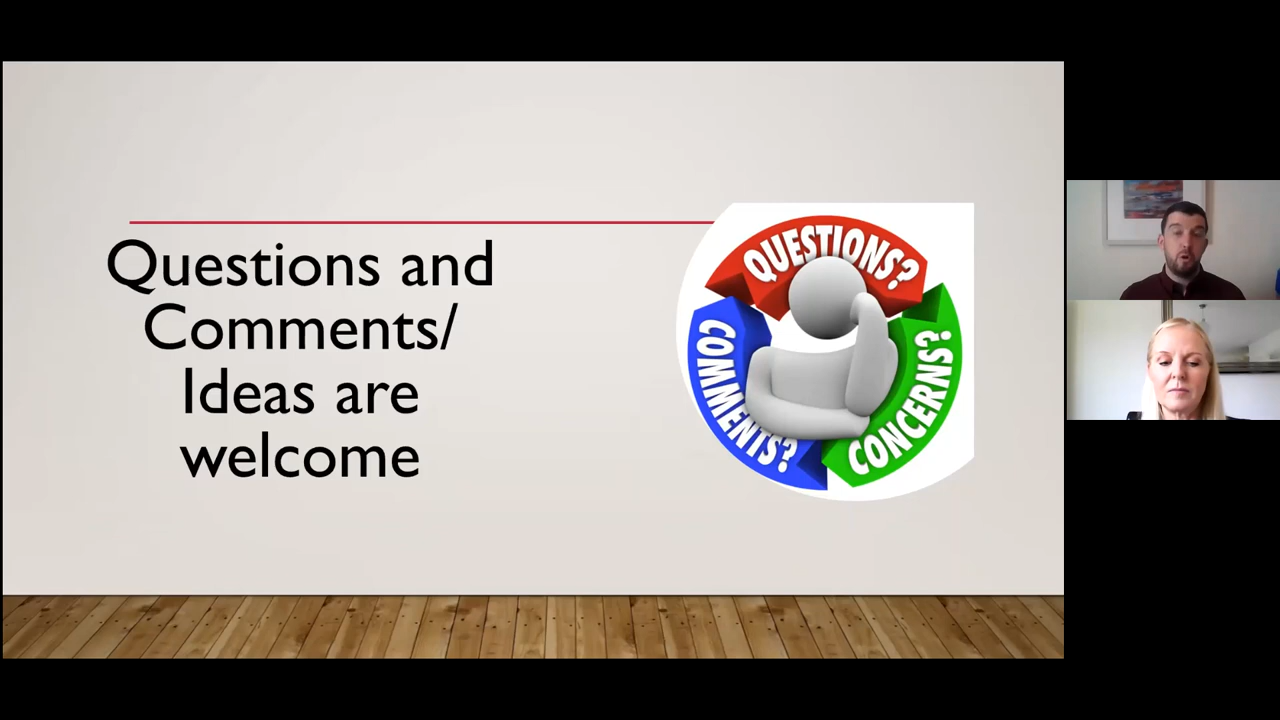 Questions and
Comments/
Ideas are
welcome
QUESTIONS?
COMMENTS?
CONCERNS?